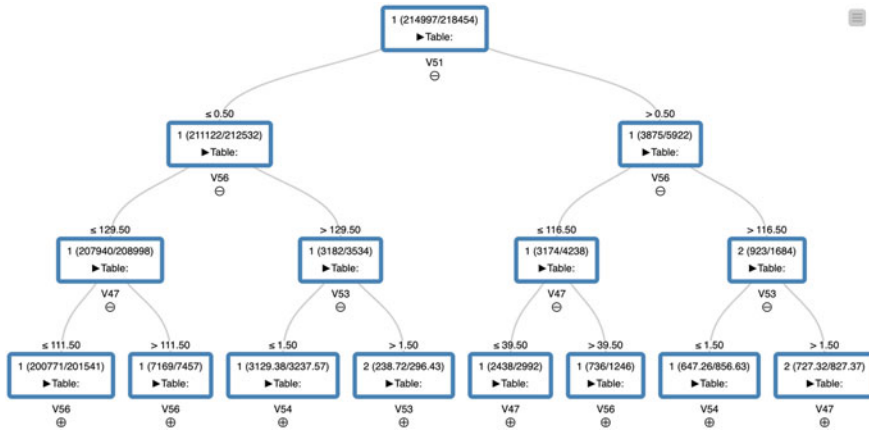 1 (214997/218454)
►Table:
V51
⊖
≤ 0.50
> 0.50
1 (211122/212532)
►Table:
1 (3875/5922)
►Table:
V56
⊖
V56
⊖
≤ 129.50
> 129.50
≤ 116.50
> 116.50
1 (207940/208998)
►Table:
1 (3182/3534)
►Table:
1 (3174/4238)
►Table:
2 (923/1684)
►Table:
V47
⊖
V53
⊖
V47
⊖
V53
⊖
≤ 111.50
> 111.50
≤ 1.50
> 1.50
≤ 39.50
> 39.50
≤ 1.50
> 1.50
1 (200771/201541)
►Table:
1 (7169/7457)
►Table:
1 (3129.38/3237.57)
►Table:
2 (238.72/296.43)
►Table:
1 (2438/2992)
►Table:
1 (736/1246)
►Table:
1 (647.26/856.63)
►Table:
2 (727.32/827.37)
►Table:
V56
⊕
V56
⊕
V54
⊕
V53
⊕
V47
⊕
V56
⊕
V54
⊕
V47
⊕